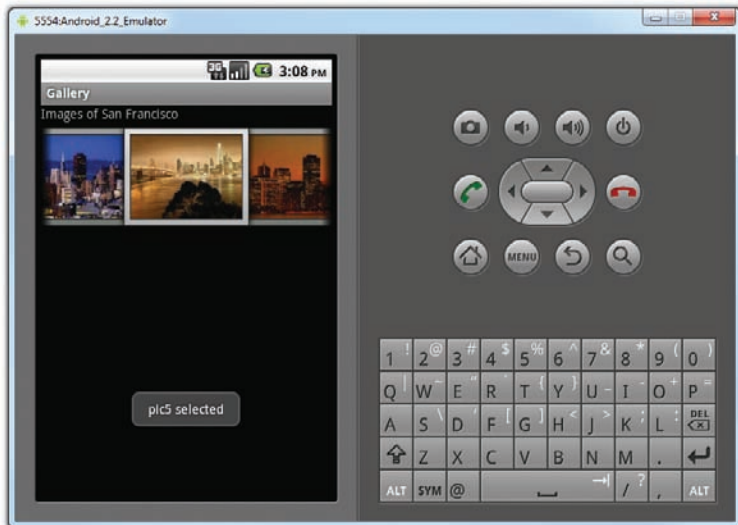 5554:Android_2.2_Emulator
3G
3:08 PM
Gallery
Images of San Francisco
pic5 selected
MENU
1 ! 2 @ 3 # 4 $ 5 % 6 ^ 7 & 8 * 9 ( 0 )
Q | W ~ E " R ` T { Y } U _ I - O + P =
A S \ D ' F [ G ] H < J > K ; L : DEL
Z X C V B N M .
ALT SYM @ / ? , ALT